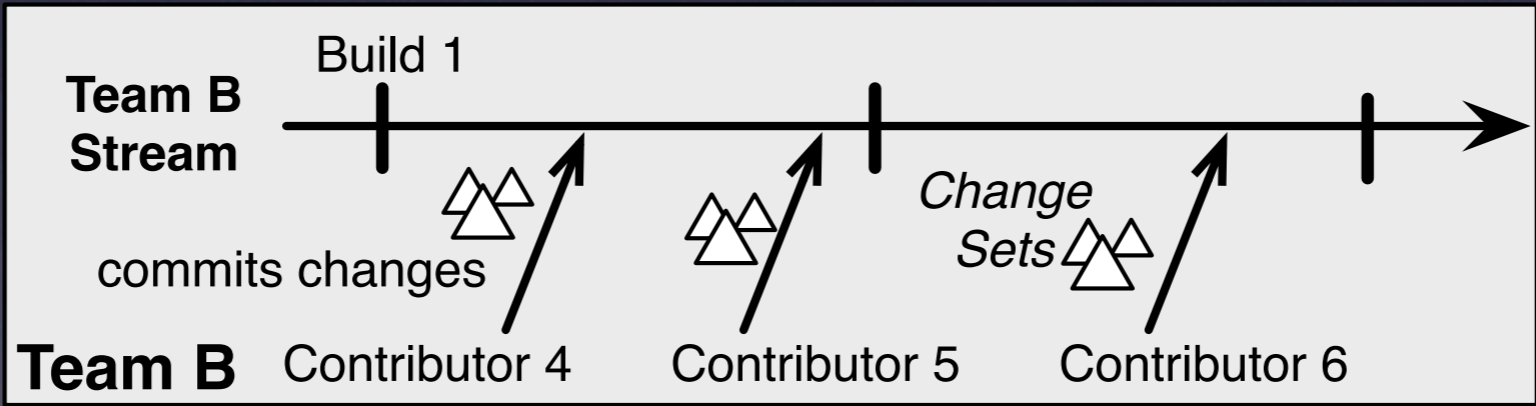 Build 1
Team B
Stream
Change
Sets
commits changes
Team B
Contributor 4
Contributor 5
Contributor 6